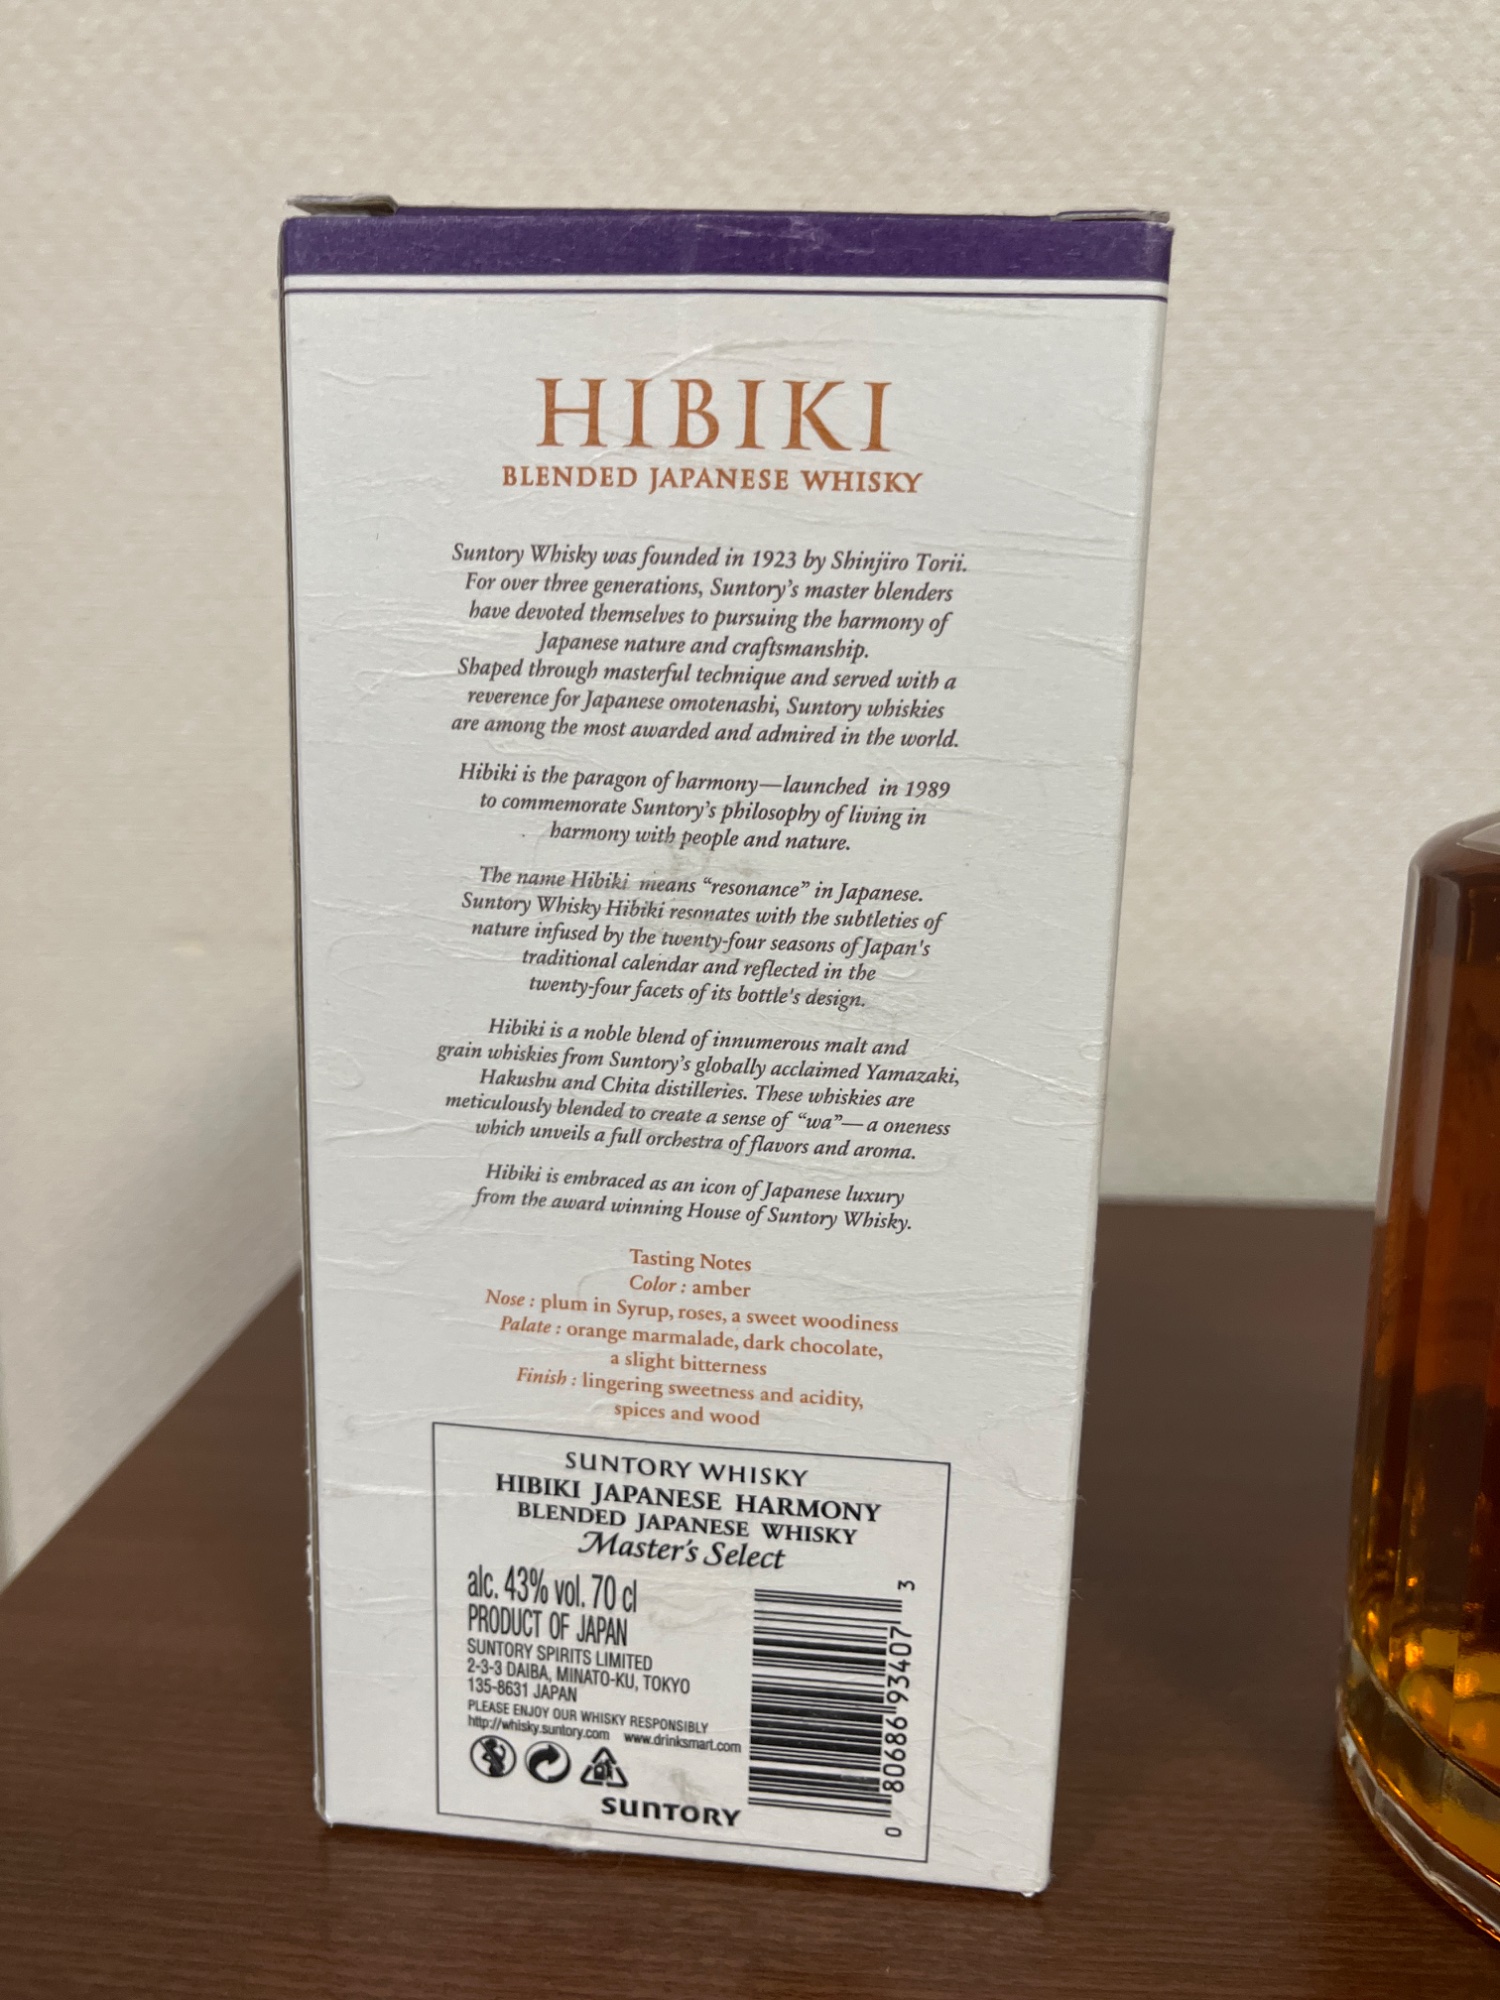 HIBIKI
BLENDED JAPANESE WHISKY
Suntory Whisky was founded in 1923 by Shinjiro Torii.
For over three generations, Suntory's master blenders
have devoted themselves to pursuing the harmony of
Japanese nature and craftsmanship.
Shaped through masterful technique and served with a
reverence for Japanese omotenashi, Suntory whiskies
are among the most awarded and admired in the world.
Hibiki is the paragon of harmony—launched in 1989
to commemorate Suntory's philosophy of living in
harmony with people and nature.
The name Hibiki means “resonance” in Japanese.
Suntory Whisky Hibiki resonates with the subtleties of
nature infused by the twenty-four seasons of Japan's
traditional calendar and reflected in the
twenty-four facets of its bottle's design.
Hibiki is a noble blend of innumerous malt and
grain whiskies from Suntory's globally acclaimed Yamazaki,
Hakushu and Chita distilleries. These whiskies are
meticulously blended to create a sense of “wa”—a oneness
which unveils a full orchestra of flavors and aroma.
Hibiki is embraced as an icon of Japanese luxury
from the award winning House of Suntory Whisky.
Tasting Notes
Color : amber
Nose : plum in Syrup, roses, a sweet woodiness
Palate : orange marmalade, dark chocolate,
a slight bitterness
Finish : lingering sweetness and acidity,
spices and wood
SUNTORY WHISKY
HIBIKI JAPANESE HARMONY
BLENDED JAPANESE WHISKY
Master's Select
alc. 43% vol. 70 cl
PRODUCT OF JAPAN
SUNTORY SPIRITS LIMITED
2-3-3 DAIBA, MINATO-KU, TOKYO
135-8631 JAPAN
PLEASE ENJOY OUR WHISKY RESPONSIBLY
http://whisky.suntory.com www.drinksmart.com
SUNTORY
0 80686 93407 3